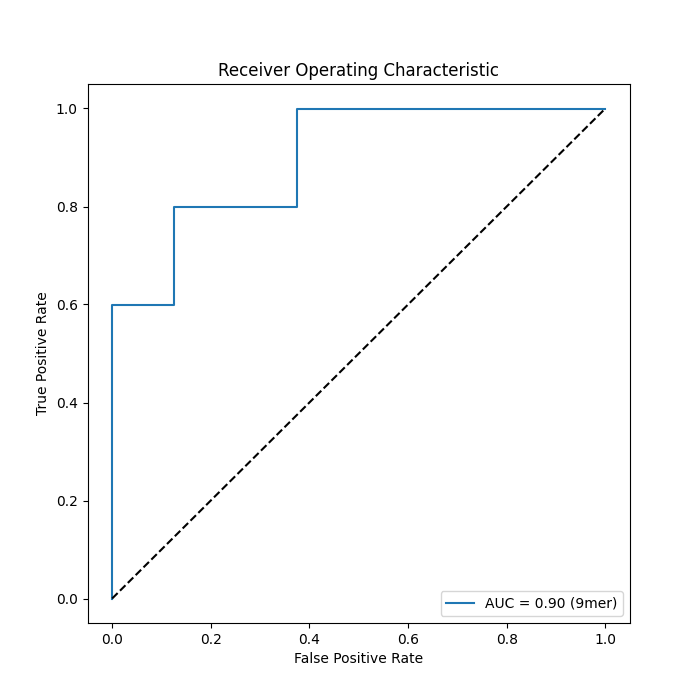 Receiver Operating Characteristic
True Positive Rate
1.0
0.8
0.6
0.4
0.2
0.0
AUC = 0.90 (9mer)
0.0 0.2 0.4 0.6 0.8 1.0
False Positive Rate